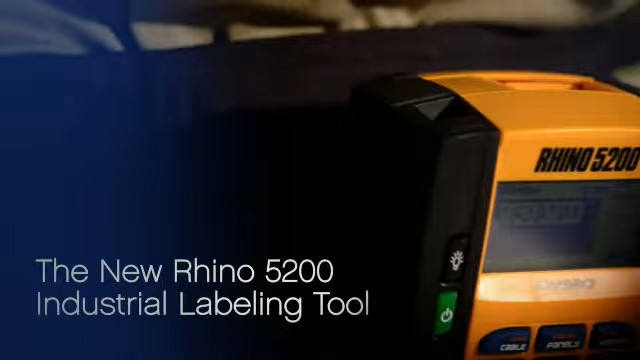 RHINO 5200
The New Rhino 5200
Industrial Labeling Tool
CABLE
PANELS